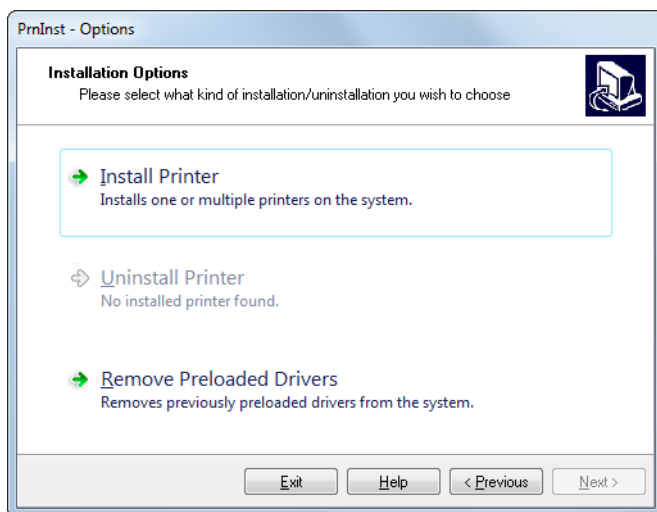 PrnInst - Options
Installation Options
Please select what kind of installation/uninstallation you wish to choose
Install Printer
Installs one or multiple printers on the system.
Uninstall Printer
No installed printer found.
Remove Preloaded Drivers
Removes previously preloaded drivers from the system.
Exit Help < Previous Next >